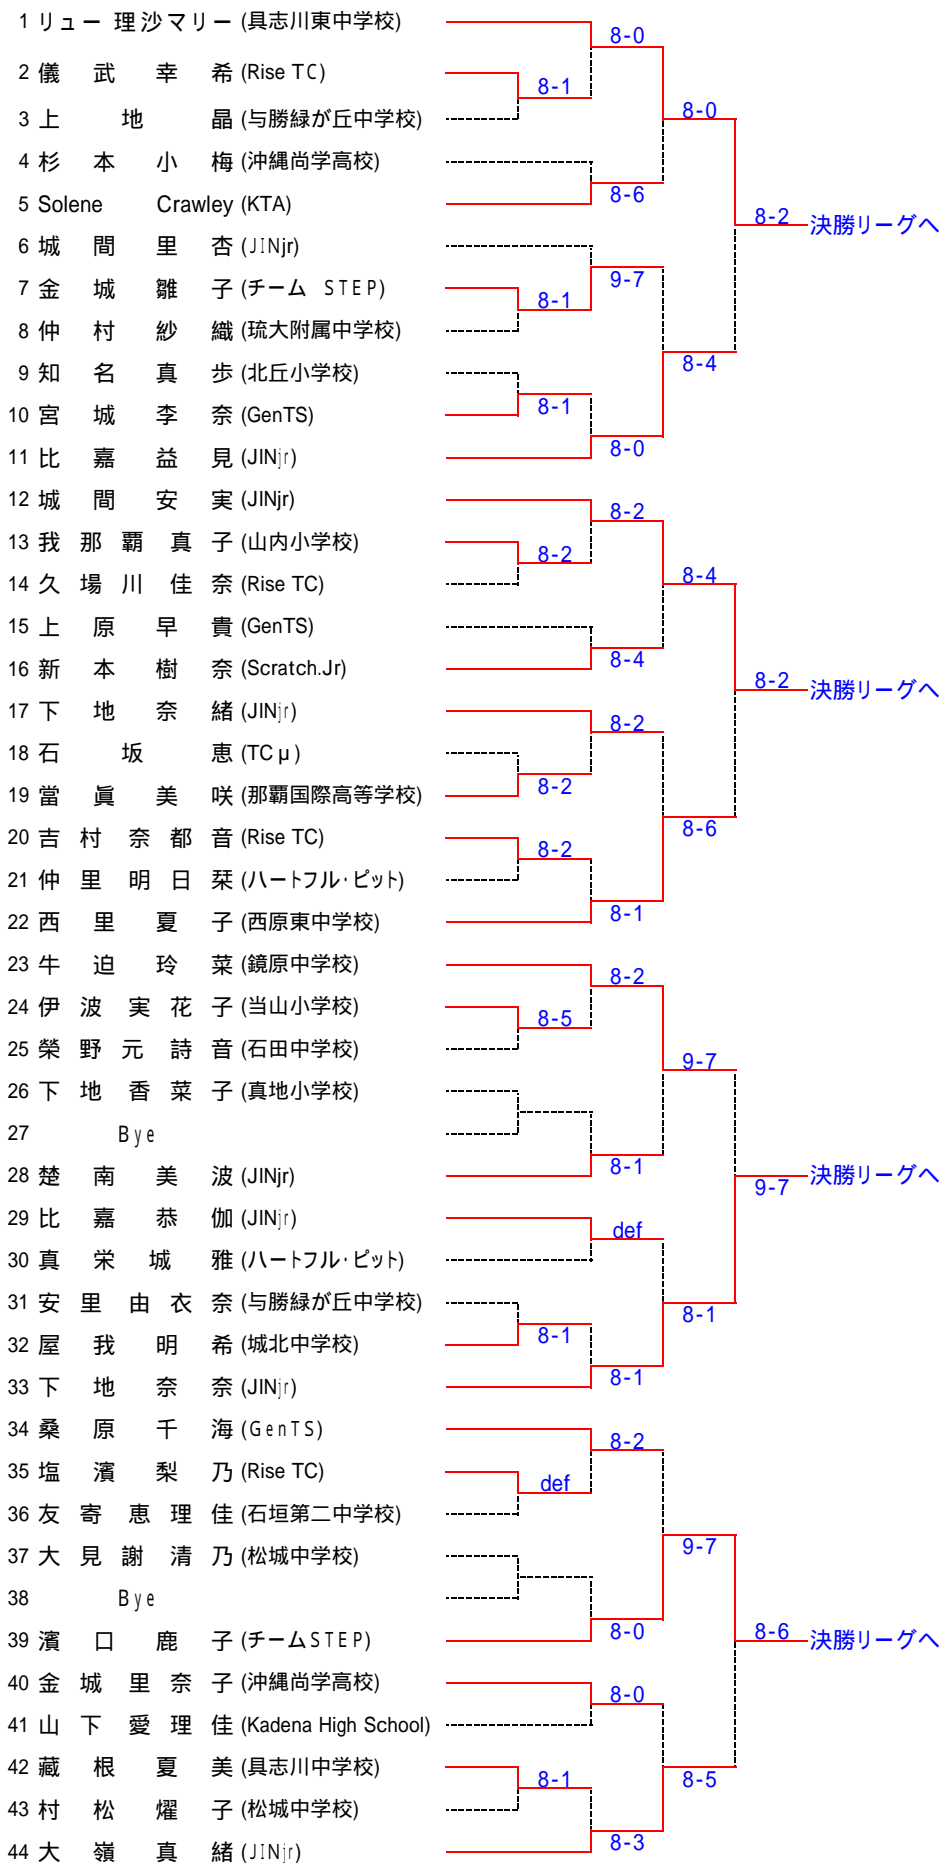 1 リュー 理沙マリー (具志川東中学校)
8-0
2 儀武幸希 (Rise TC)
8-1
3 上地晶 (与勝緑が丘中学校)
8-0
4 杉本小梅 (沖縄尚学高校)
8-6
5 Solene Crawley (KTA)
8-2 決勝リーグへ
6 城間里杏 (JINjr)
9-7
7 金城雛子 (チーム STEP)
8-1
8 仲村紗織 (琉大附属中学校)
8-4
9 知名真歩 (北丘小学校)
8-1
10 宮城李奈 (GenTS)
8-0
11 比嘉益見 (JINjr)
12 城間安実 (JINjr)
8-2
13 我那覇真子 (山内小学校)
8-2
14 久場川佳奈 (Rise TC)
8-4
15 上原早貴 (GenTS)
8-4
16 新本樹奈 (Scratch.Jr)
8-2 決勝リーグへ
17 下地奈緒 (JINjr)
8-2
18 石坂恵 (TCμ)
8-2
19 當眞美咲 (那覇国際高等学校)
8-6
20 吉村奈都音 (Rise TC)
8-2
21 仲里明日栞 (ハートフル・ピット)
8-1
22 西里夏子 (西原東中学校)
23 牛迫玲菜 (鏡原中学校)
8-2
24 伊波実花子 (当山小学校)
8-5
25 榮野元詩音 (石田中学校)
9-7
26 下地香菜子 (真地小学校)
27 Bye
8-1
28 楚南美波 (JINjr)
9-7 決勝リーグへ
29 比嘉恭伽 (JINjr)
def
30 真栄城雅 (ハートフル・ピット)
31 安里由衣奈 (与勝緑が丘中学校)
8-1
32 屋我明希 (城北中学校)
8-1
8-1
33 下地奈奈 (JINjr)
34 桑原千海 (GenTS)
8-2
35 塩濱梨乃 (Rise TC)
def
36 友寄恵理佳 (石垣第二中学校)
9-7
37 大見謝清乃 (松城中学校)
38 Bye
8-0
39 濱口鹿子 (チームSTEP)
8-6 決勝リーグへ
40 金城里奈子 (沖縄尚学高校)
8-0
41 山下愛理佳 (Kadena High School)
42 藏根夏美 (具志川中学校)
8-1
8-5
43 村松燿子 (松城中学校)
8-3
44 大嶺真緒 (JINjr)